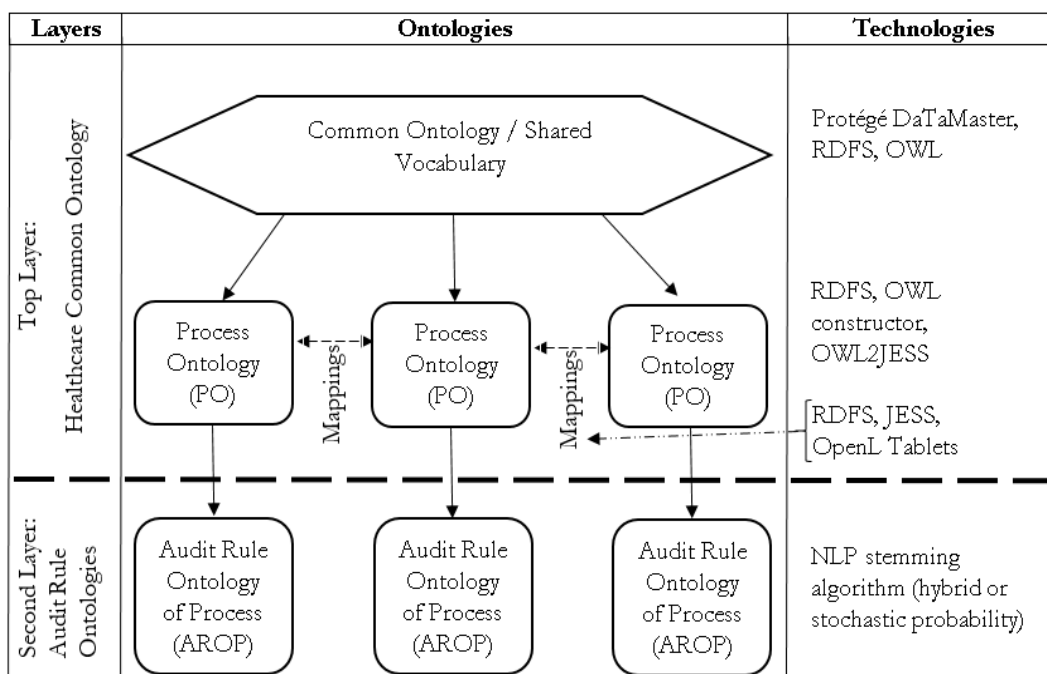 Layers
Ontologies
Technologies
Top Layer:
Healthcare Common Ontology
Common Ontology / Shared
Vocabulary
Protégé DaTaMaster,
RDFS, OWL
Process
Ontology
(PO)
Mappings
Process
Ontology
(PO)
Mappings
Process
Ontology
(PO)
RDFS, OWL
constructor,
OWL2JESS
RDFS, JESS,
OpenL Tablets
Second Layer:
Audit Rule
Ontologies
Audit Rule
Ontology
of Process
(AROP)
Audit Rule
Ontology
of Process
(AROP)
Audit Rule
Ontology
of Process
(AROP)
NLP stemming
algorithm (hybrid or
stochastic probability)